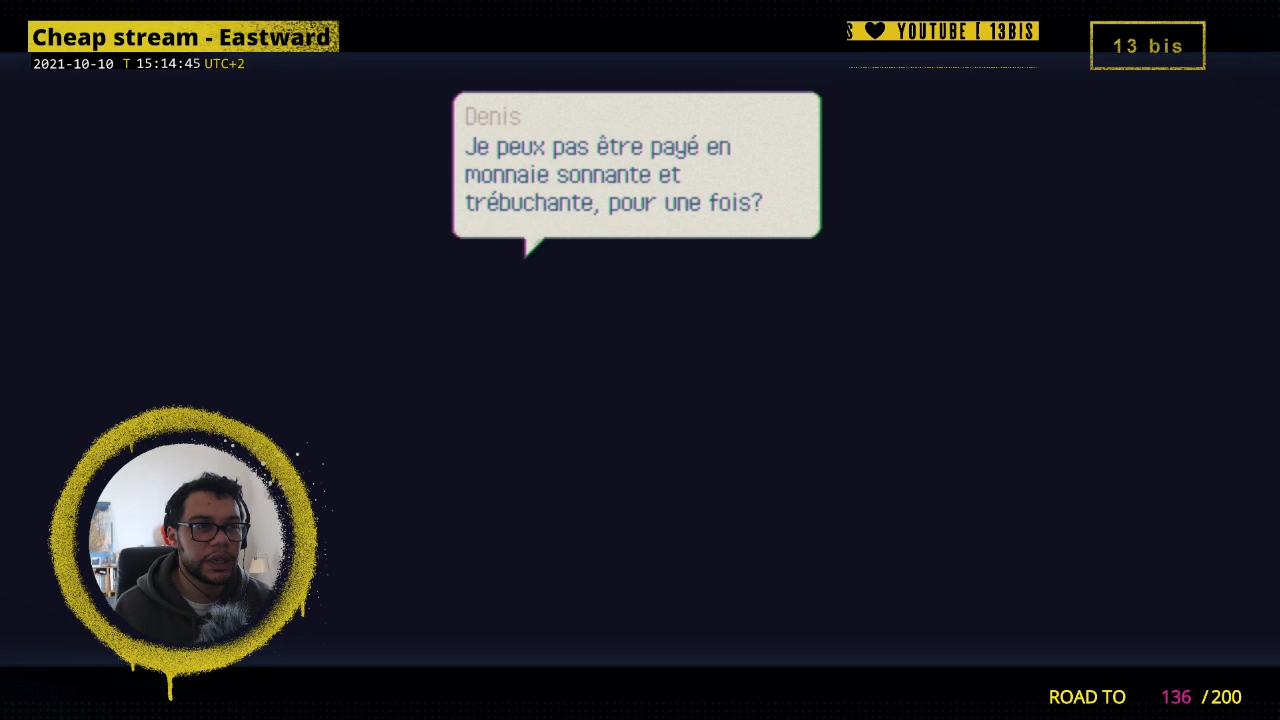 Cheap stream - Eastward
2021-10-10 T 15:14:45 UTC+2
S ♥ YOUTUBE [ 13BIS
13 bis
Denis
Je peux pas être payé en
monnaie sonnante et
trébuchante, pour une fois?
ROAD TO 136 / 200